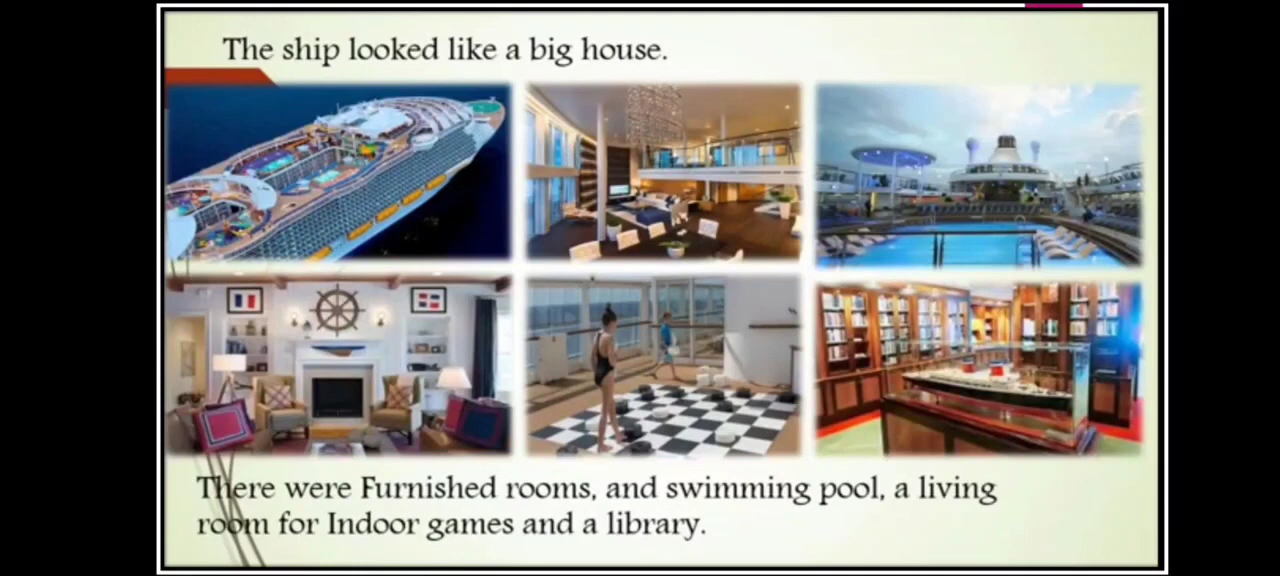 The ship looked like a big house.
There were Furnished rooms, and swimming pool, a living
room for Indoor games and a library.